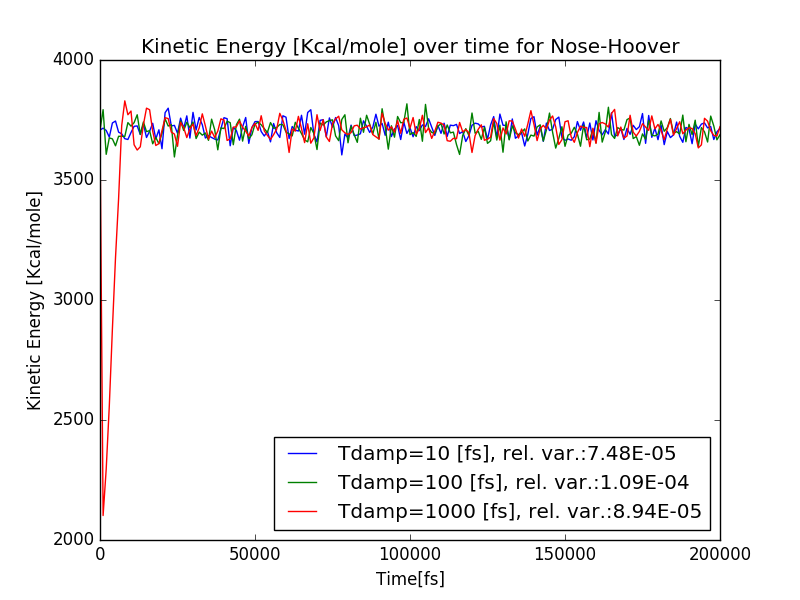 Kinetic Energy [Kcal/mole] over time for Nose-Hoover
4000
3500
3000
2500
2000
Kinetic Energy [Kcal/mole]
Tdamp=10 [fs], rel. var.:7.48E-05
Tdamp=100 [fs], rel. var.:1.09E-04
Tdamp=1000 [fs], rel. var.:8.94E-05
0 50000 100000 150000 200000
Time[fs]